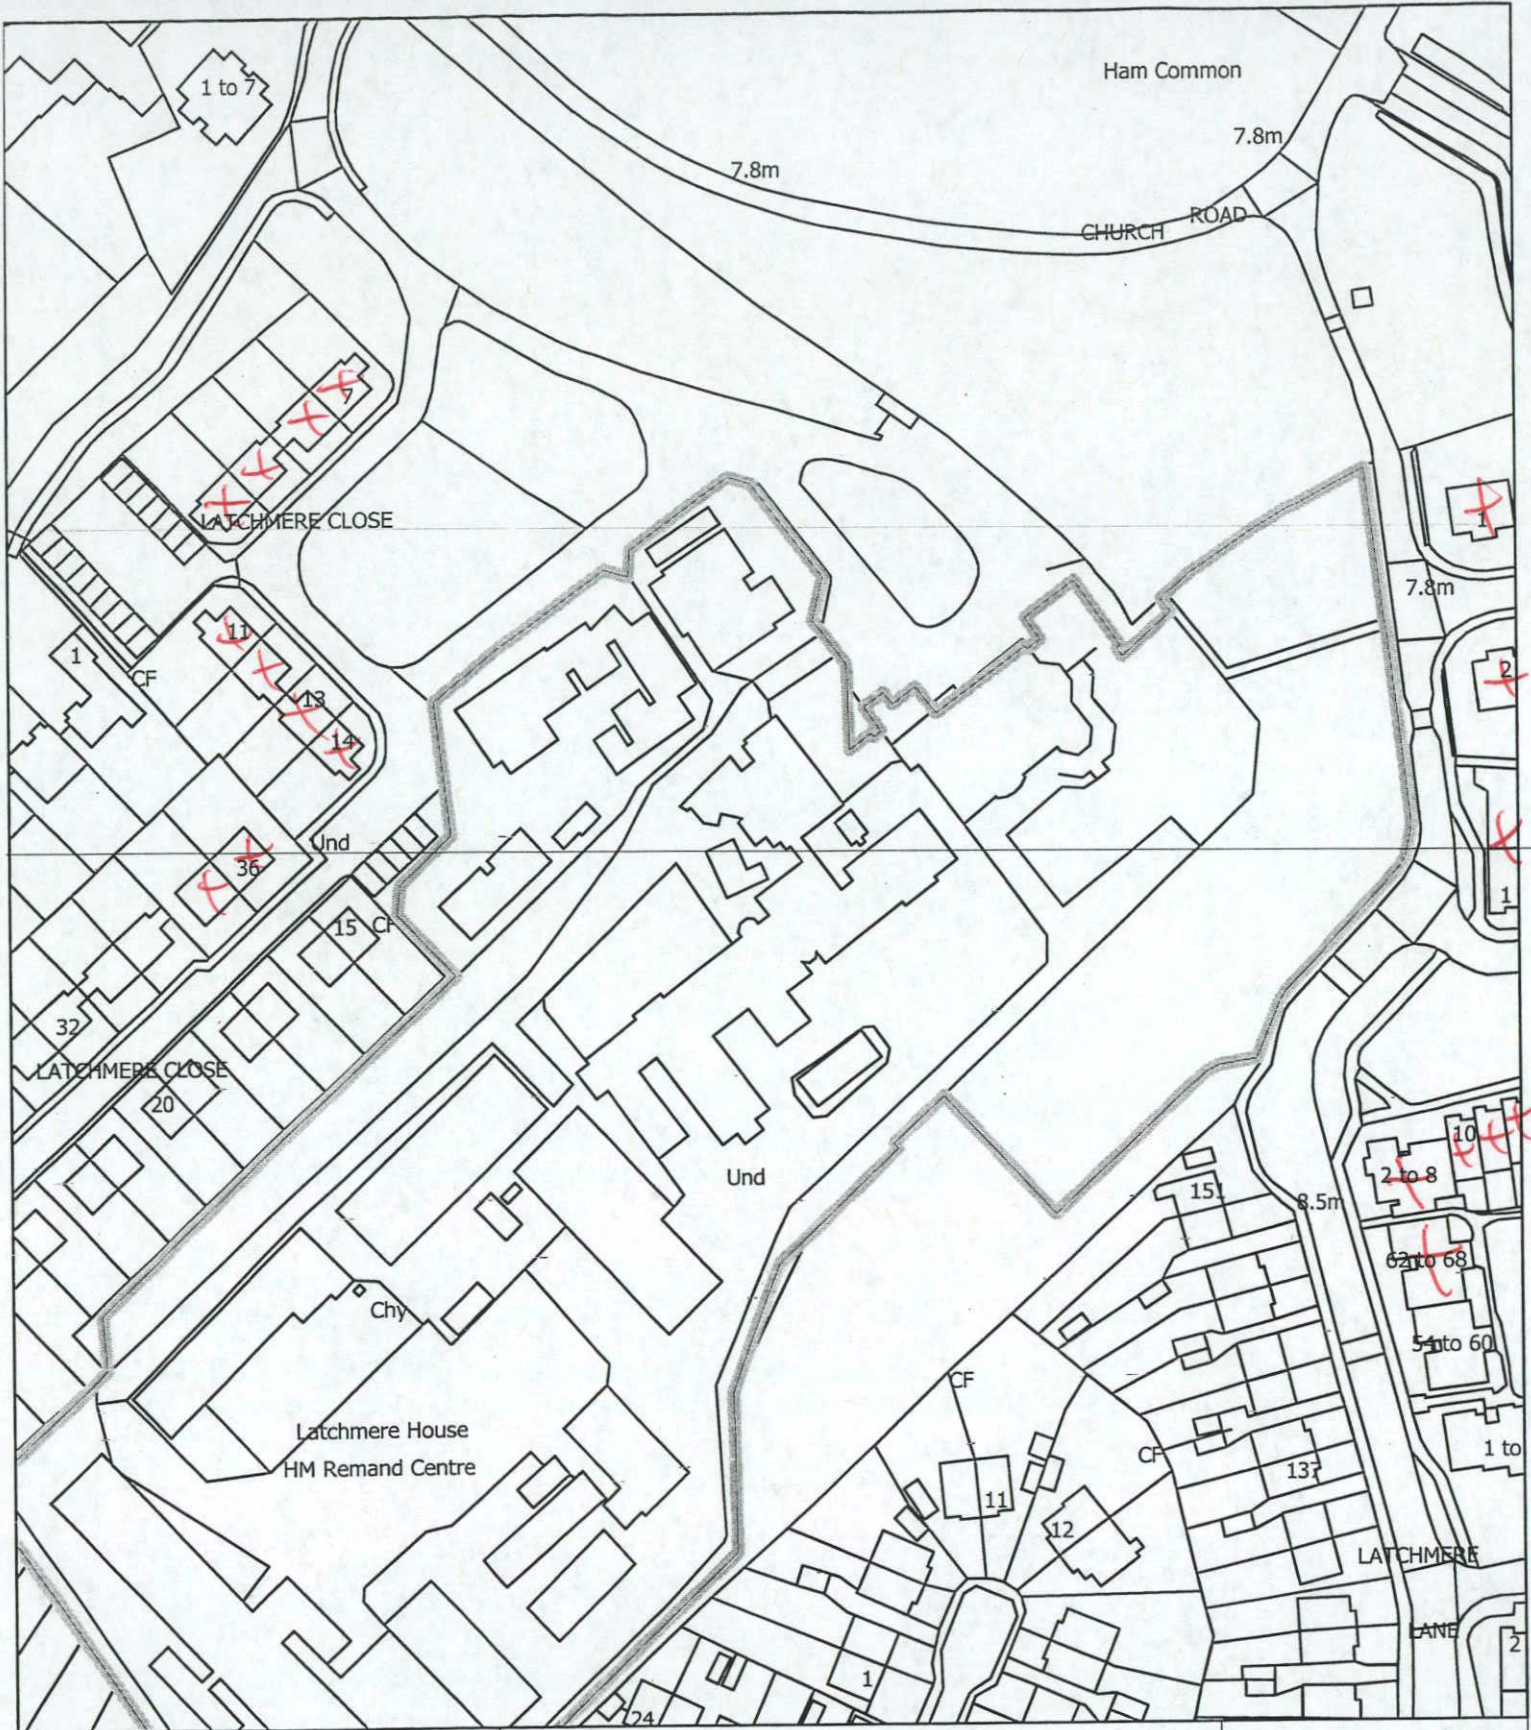 Ham Common
1 to 7
7.8m
7.8m
ROAD
CHURCH
7
1
LATCHMERE CLOSE
7.8m
11
1
2
CF
13
14
Und
36
1
15 CF
32
LATCHMERE CLOSE
20
10
2 to 8
Und
151
8.5m
62 to 68
Chy
54 to 60
CF
Latchmere House
1 to
CF
HM Remand Centre
137
11
12
LATCHMERE
LANE
2
1
24